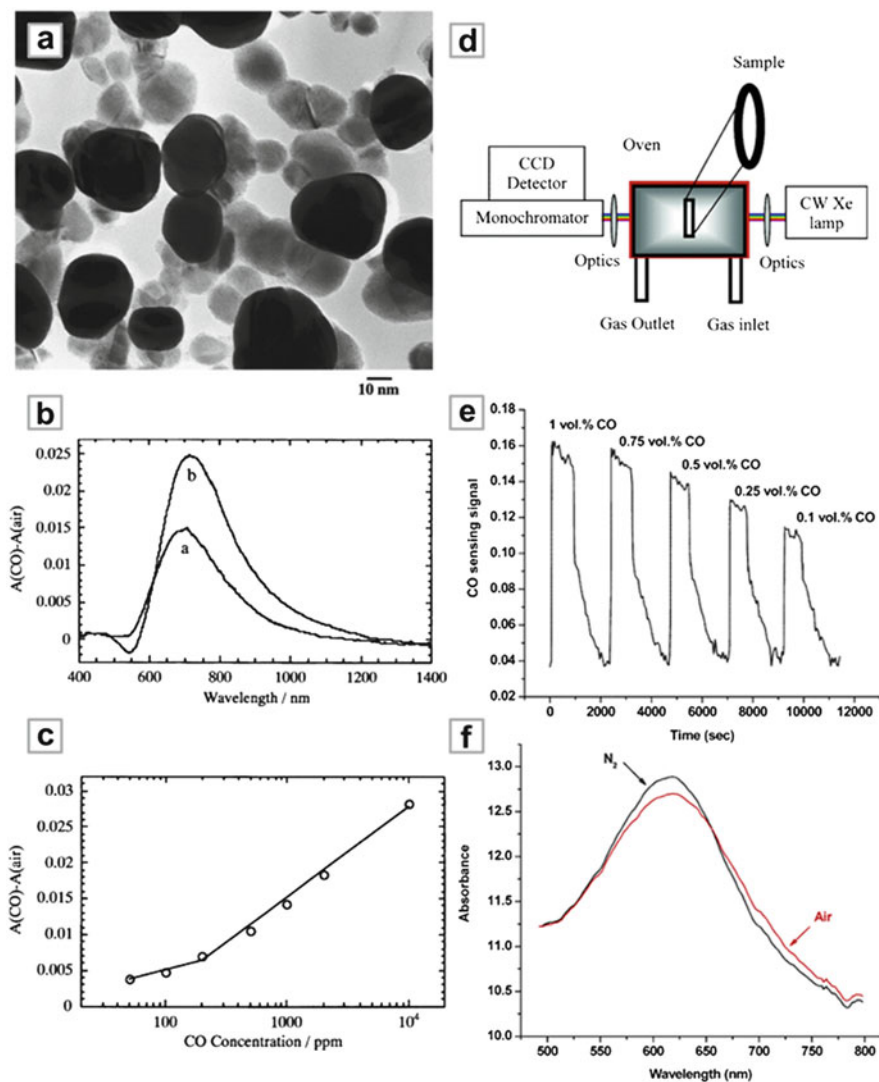 a
10 nm
b
A(CO)-A(air)
0.025
0.02
0.015
0.01
0.005
0
b
a
400 600 800 1000 1200 1400
Wavelength / nm
c
A(CO)-A(air)
0.03
0.025
0.02
0.015
0.01
0.005
0
100 1000 10⁴
CO Concentration / ppm
d
Sample
Oven
CCD
Detector
Monochromator
CW Xe
lamp
Optics
Optics
Gas Outlet
Gas inlet
e
CO sensing signal
0.18
0.16
0.14
0.12
0.10
0.08
0.06
0.04
0.02
1 vol.% CO
0.75 vol.% CO
0.5 vol.% CO
0.25 vol.% CO
0.1 vol.% CO
0 2000 4000 6000 8000 10000 12000
Time (sec)
f
Absorbance
13.0
12.5
12.0
11.5
11.0
10.5
10.0
N₂
Air
500 550 600 650 700 750 800
Wavelength (nm)